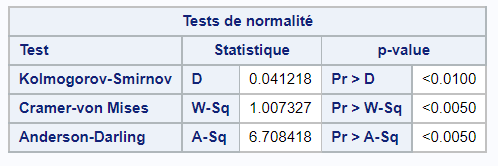 Tests de normalité
Test Statistique p-value
Kolmogorov-Smirnov D 0.041218 Pr > D <0.0100
Cramer-von Mises W-Sq 1.007327 Pr > W-Sq <0.0050
Anderson-Darling A-Sq 6.708418 Pr > A-Sq <0.0050